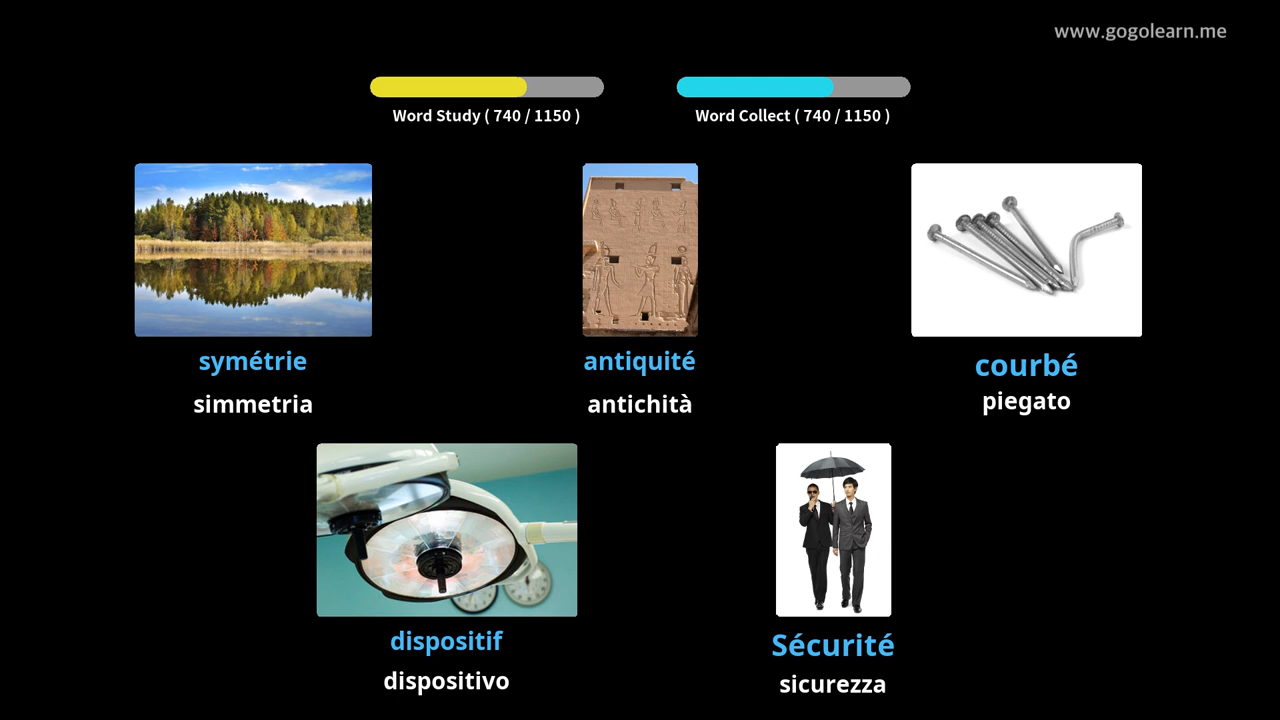 www.gogolearn.me
Word Study ( 740 / 1150 )
Word Collect ( 740 / 1150 )
symétrie
simmetria
antiquité
antichità
courbé
piegato
dispositif
dispositivo
Sécurité
sicurezza